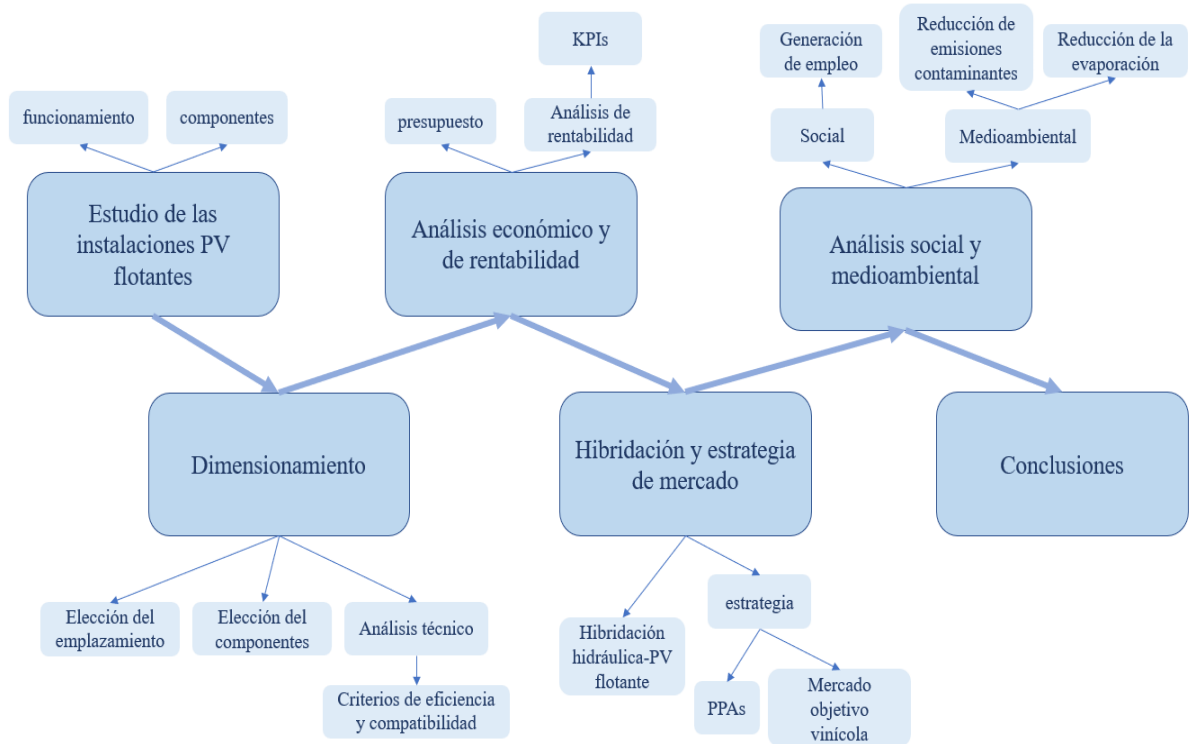 KPIs
Generación
de empleo
Reducción de
emisiones
contaminantes
Reducción de la
evaporación
funcionamiento
componentes
presupuesto
Análisis de
rentabilidad
Social
Medioambiental
Estudio de las
instalaciones PV
flotantes
Análisis económico y
de rentabilidad
Análisis social y
medioambiental
Dimensionamiento
Hibridación y estrategia
de mercado
Conclusiones
Elección del
emplazamiento
Elección del
componentes
Análisis técnico
Criterios de eficiencia
y compatibilidad
Hibridación
hidráulica-PV
flotante
estrategia
PPAs
Mercado
objetivo
vinícola